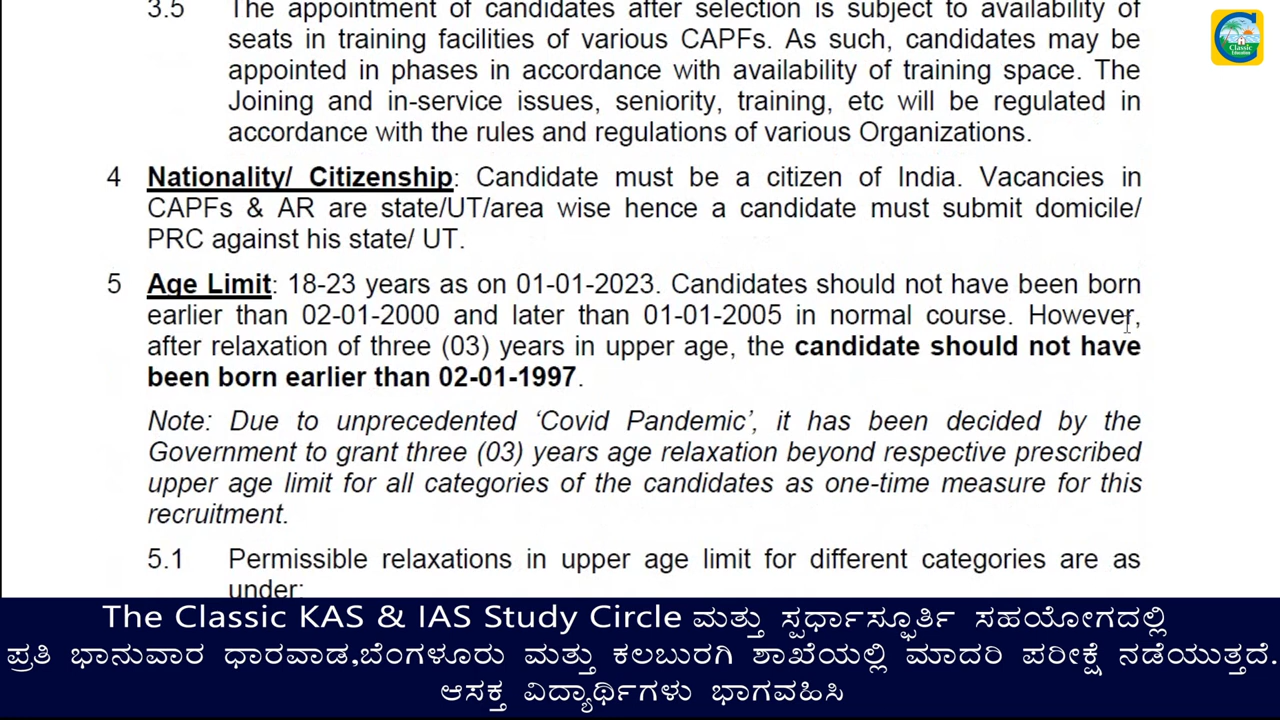 3.5 The appointment of candidates after selection is subject to availability of
seats in training facilities of various CAPFs. As such, candidates may be
appointed in phases in accordance with availability of training space. The
Joining and in-service issues, seniority, training, etc will be regulated in
accordance with the rules and regulations of various Organizations.
4 Nationality/ Citizenship: Candidate must be a citizen of India. Vacancies in
CAPFs & AR are state/UT/area wise hence a candidate must submit domicile/
PRC against his state/ UT.
5 Age Limit: 18-23 years as on 01-01-2023. Candidates should not have been born
earlier than 02-01-2000 and later than 01-01-2005 in normal course. However,
after relaxation of three (03) years in upper age, the candidate should not have
been born earlier than 02-01-1997.
Note: Due to unprecedented ‘Covid Pandemic’, it has been decided by the
Government to grant three (03) years age relaxation beyond respective prescribed
upper age limit for all categories of the candidates as one-time measure for this
recruitment.
5.1 Permissible relaxations in upper age limit for different categories are as
under:
Classic
Education
The Classic KAS & IAS Study Circle ಮತ್ತು ಸ್ಪರ್ಧಾಸ್ಫೂರ್ತಿ ಸಹಯೋಗದಲ್ಲಿ
ಪ್ರತಿ ಭಾನುವಾರ ಧಾರವಾಡ,ಬೆಂಗಳೂರು ಮತ್ತು ಕಲಬುರಗಿ ಶಾಖೆಯಲ್ಲಿ ಮಾದರಿ ಪರೀಕ್ಷೆ ನಡೆಯುತ್ತದೆ.
ಆಸಕ್ತ ವಿದ್ಯಾರ್ಥಿಗಳು ಭಾಗವಹಿಸಿ